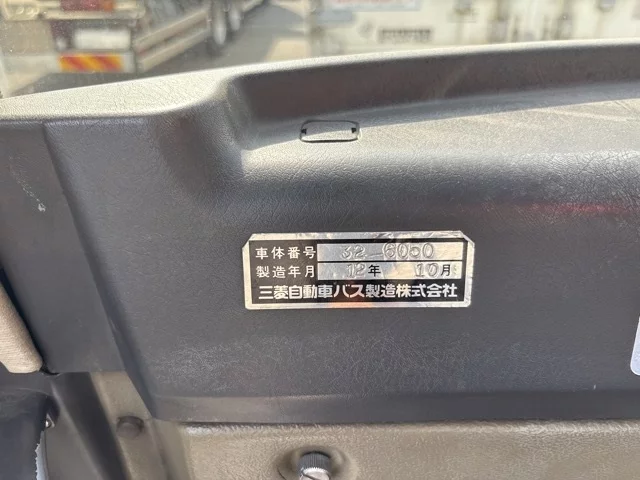 車体番号 32-6050
製造年月 12年 10月
三菱自動車バス製造株式会社